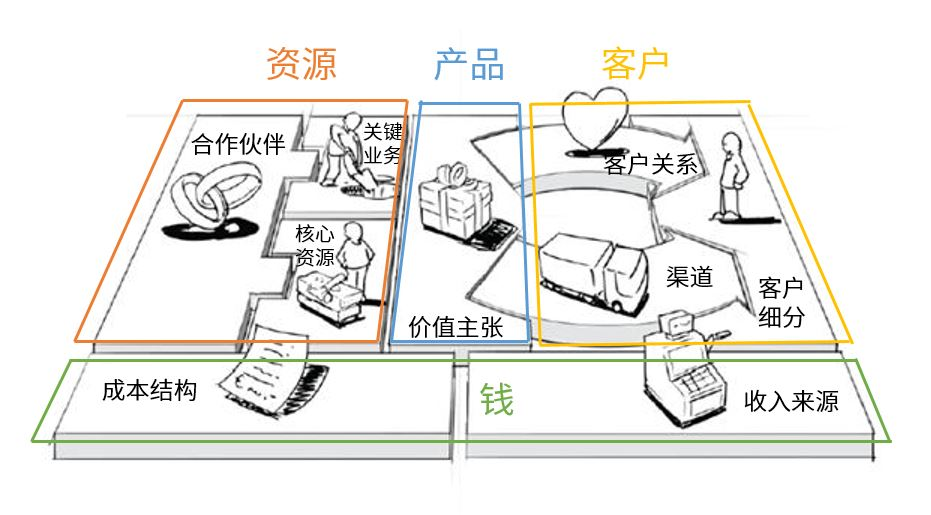 资源
产品
客户
合作伙伴
关键
业务
客户关系
核心
资源
渠道
客户
细分
价值主张
成本结构
钱
收入来源